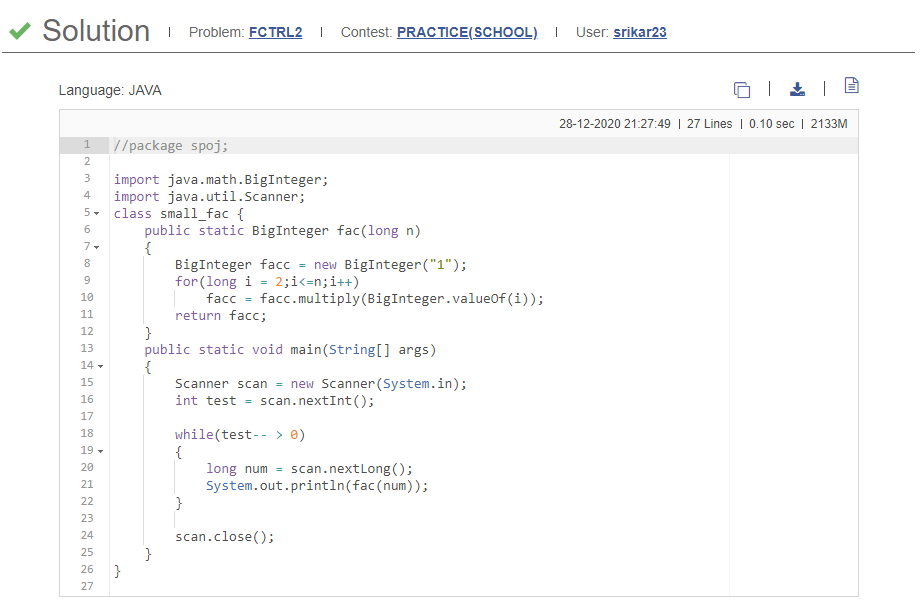 Solution | Problem: FCTRL2 | Contest: PRACTICE(SCHOOL) | User: srikar23
Language: JAVA | |
28-12-2020 21:27:49 | 27 Lines | 0.10 sec | 2133M
1 //package spoj;
2
3 import java.math.BigInteger;
4 import java.util.Scanner;
5 class small_fac {
6     public static BigInteger fac(long n)
7     {
8         BigInteger facc = new BigInteger("1");
9         for(long i = 2;i<=n;i++)
10             facc = facc.multiply(BigInteger.valueOf(i));
11         return facc;
12     }
13     public static void main(String[] args)
14     {
15         Scanner scan = new Scanner(System.in);
16         int test = scan.nextInt();
17
18         while(test-- > 0)
19         {
20             long num = scan.nextLong();
21             System.out.println(fac(num));
22         }
23
24         scan.close();
25     }
26 }
27